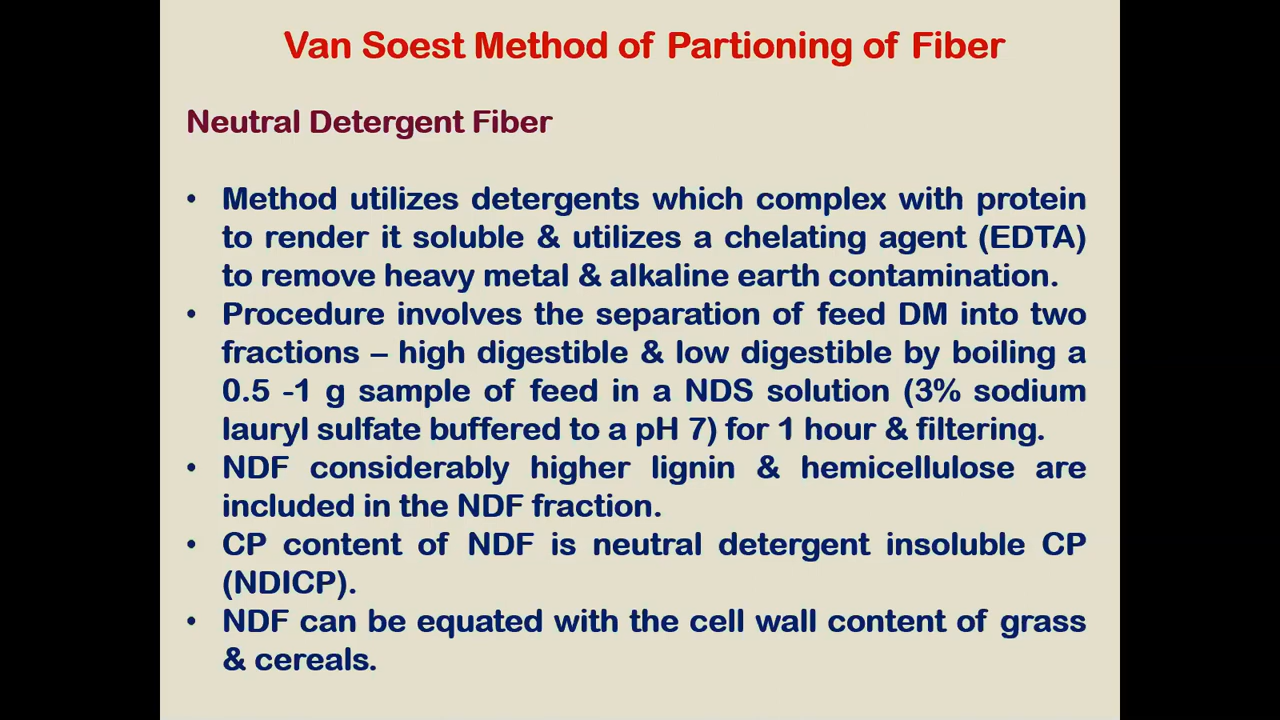 Van Soest Method of Partioning of Fiber
Neutral Detergent Fiber
• Method utilizes detergents which complex with protein
to render it soluble & utilizes a chelating agent (EDTA)
to remove heavy metal & alkaline earth contamination.
• Procedure involves the separation of feed DM into two
fractions – high digestible & low digestible by boiling a
0.5 -1 g sample of feed in a NDS solution (3% sodium
lauryl sulfate buffered to a pH 7) for 1 hour & filtering.
• NDF considerably higher lignin & hemicellulose are
included in the NDF fraction.
• CP content of NDF is neutral detergent insoluble CP
(NDICP).
• NDF can be equated with the cell wall content of grass
& cereals.